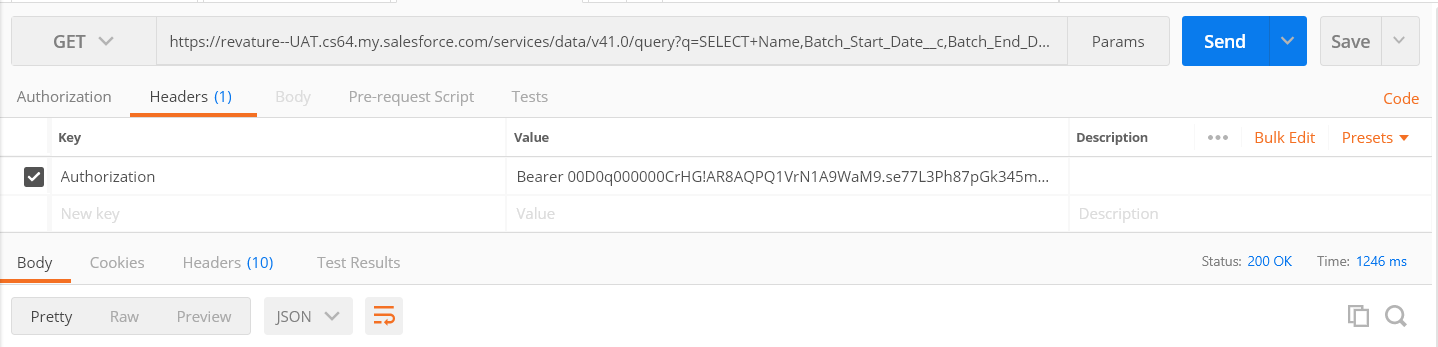 GET https://revature--UAT.cs64.my.salesforce.com/services/data/v41.0/query?q=SELECT+Name,Batch_Start_Date__c,Batch_End_D... Params Send Save
Authorization Headers (1) Body Pre-request Script Tests Code
Key Value Description ••• Bulk Edit Presets
Authorization Bearer 00D0q000000CrHG!AR8AQPQ1VrN1A9WaM9.se77L3Ph87pGk345m...
New key Value Description
Body Cookies Headers (10) Test Results Status: 200 OK Time: 1246 ms
Pretty Raw Preview JSON